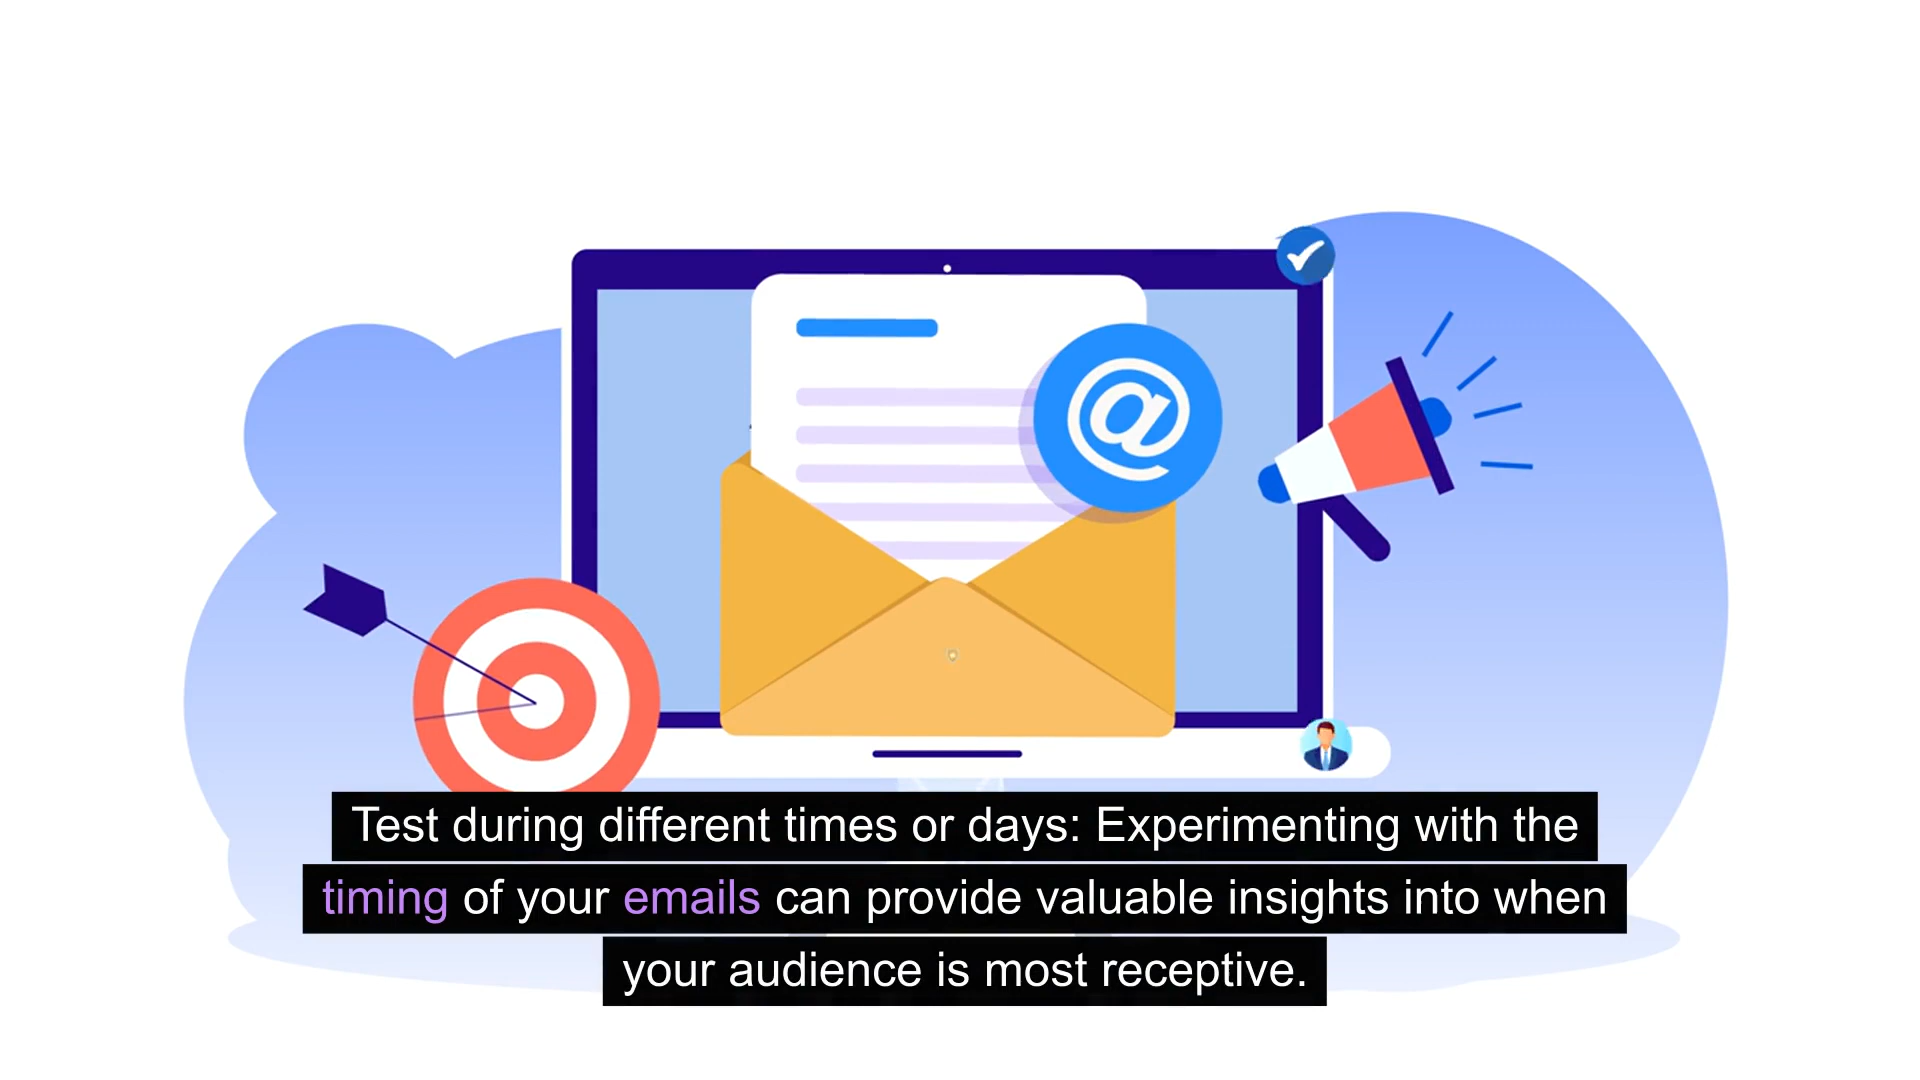 @
Test during different times or days: Experimenting with the
timing of your emails can provide valuable insights into when
your audience is most receptive.